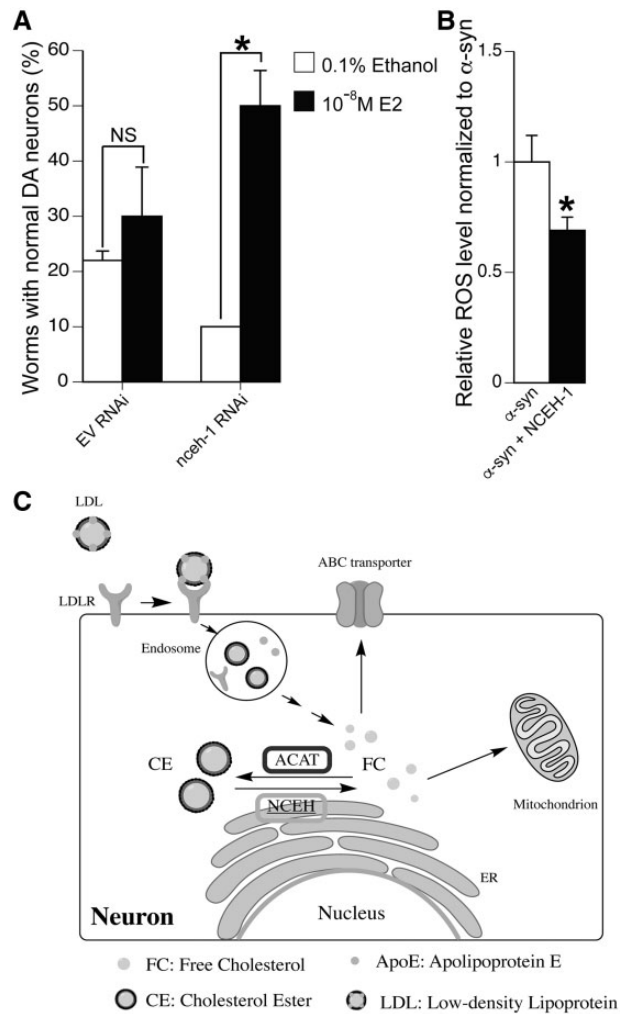 A
Worms with normal DA neurons (%)
60
50
40
30
20
10
0
NS
*
0.1% Ethanol
10⁻⁸M E2
EV RNAi
nceh-1 RNAi
B
Relative ROS level normalized to α-syn
1.5
1
0.5
0
*
α-syn
α-syn + NCEH-1
C
LDL
LDLR
ABC transporter
Endosome
CE
ACAT
FC
NCEH
Mitochondrion
ER
Neuron
Nucleus
FC: Free Cholesterol
ApoE: Apolipoprotein E
CE: Cholesterol Ester
LDL: Low-density Lipoprotein